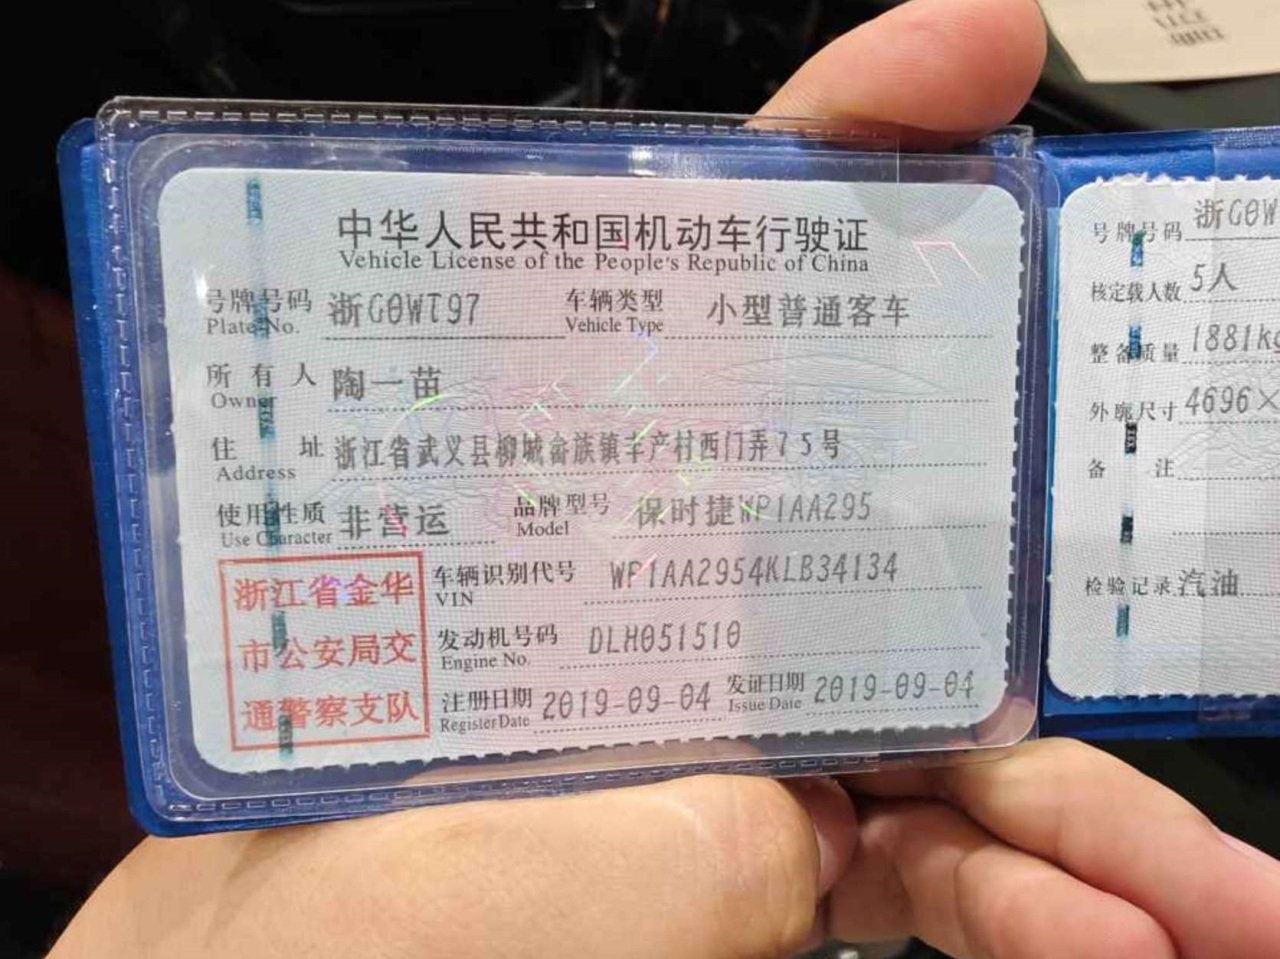 中华人民共和国机动车行驶证
Vehicle License of the People's Republic of China
号牌号码 浙G0WT97 车辆类型 小型普通客车
Plate No. Vehicle Type
所有人 陶一苗
Owner
住址 浙江省武义县柳城畲族镇丰产村西门弄75号
Address
使用性质 非营运 品牌型号 保时捷WP1AA295
Use Character Model
浙江省金华
市公安局交
通警察支队
车辆识别代号 WP1AA2954KLB34134
VIN
发动机号码 DLH051510
Engine No.
注册日期 2019-09-04 发证日期 2019-09-04
Register Date Issue Date
号牌号码 浙G0W
核定载人数 5人
整备质量 1881k
外廓尺寸 4696×
备注
检验记录 汽油